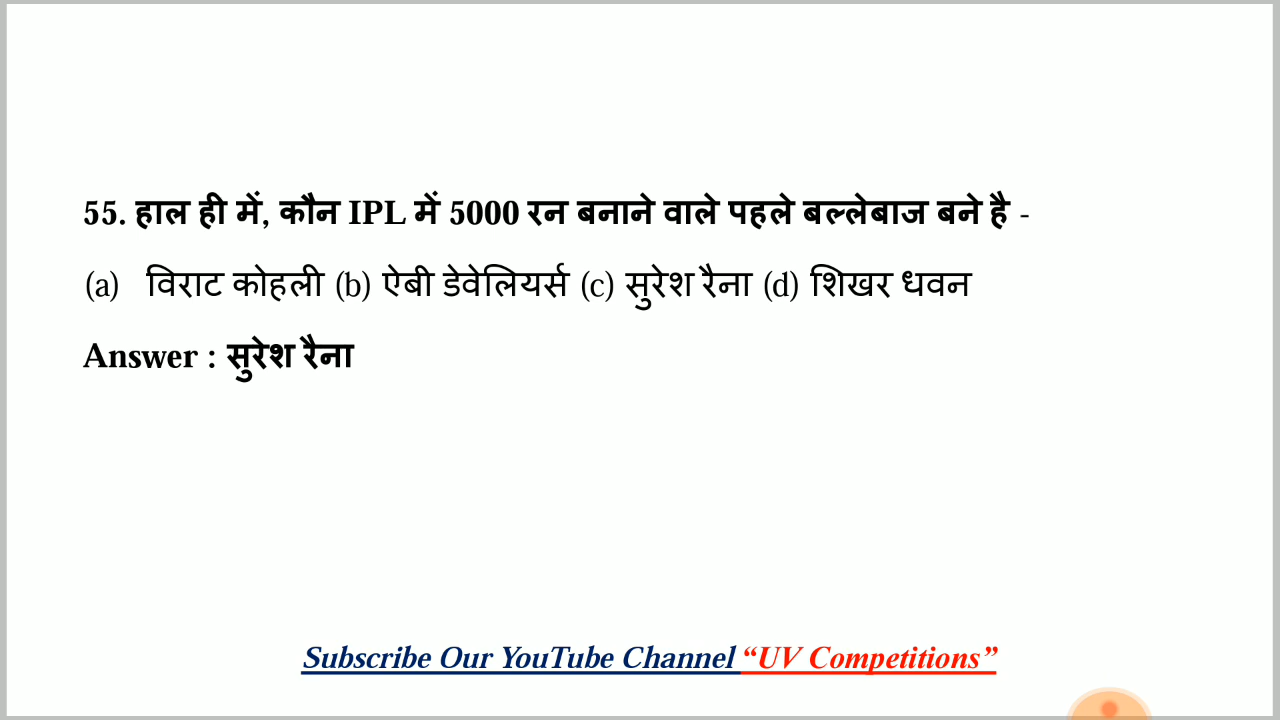 55. हाल ही में, कौन IPL में 5000 रन बनाने वाले पहले बल्लेबाज बने है -
(a) विराट कोहली (b) ऐबी डेवेलियर्स (c) सुरेश रैना (d) शिखर धवन
Answer : सुरेश रैना
Subscribe Our YouTube Channel “UV Competitions”